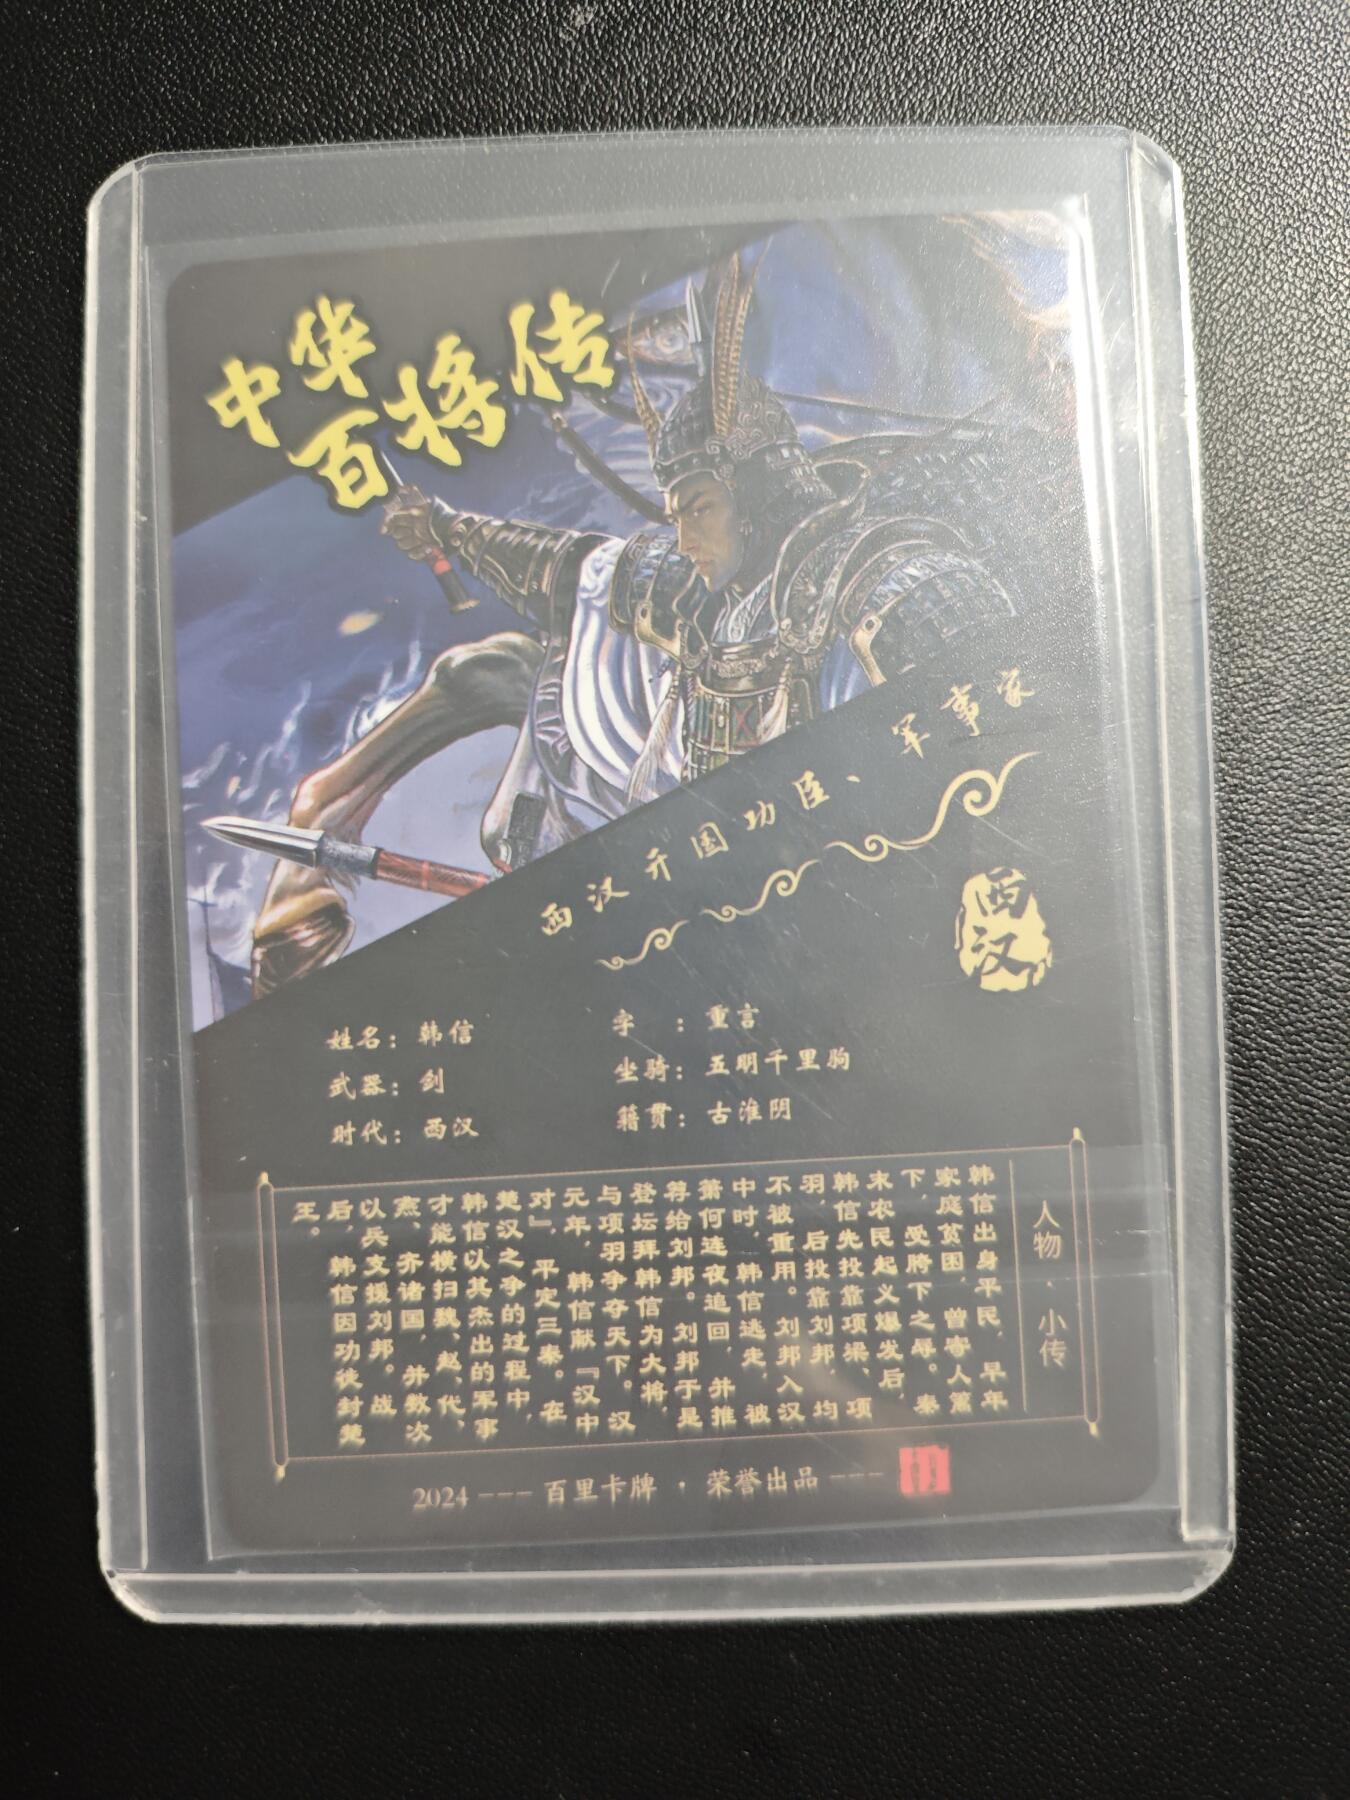 中华
百将传
西汉开国功臣、军事家
西汉
姓名：韩信
字：重言
武器：剑
坐骑：五明千里驹
时代：西汉
籍贯：古淮阴
人物、小传
韩信出身平民，早年
家庭贫困，曾寄人篱
下，受胯下之辱。秦
末农民起义爆发后，
韩信先投靠项梁、项
羽，后投靠刘邦，均
不被重用。刘邦入汉
中时，韩信逃走，被
萧何连夜追回，并推
荐给刘邦。刘邦于是
登坛拜韩信为大将，
与项羽争夺天下。汉
元年，韩信献『汉中
对』，平定三秦。在
楚汉之争的过程中，
韩信以其杰出的军事
才能横扫魏、赵、代、
燕、齐诸国，并数次
以兵支援刘邦。战
后，韩信因功徙封楚
王。
2024 --- 百里卡牌 · 荣誉出品 ---